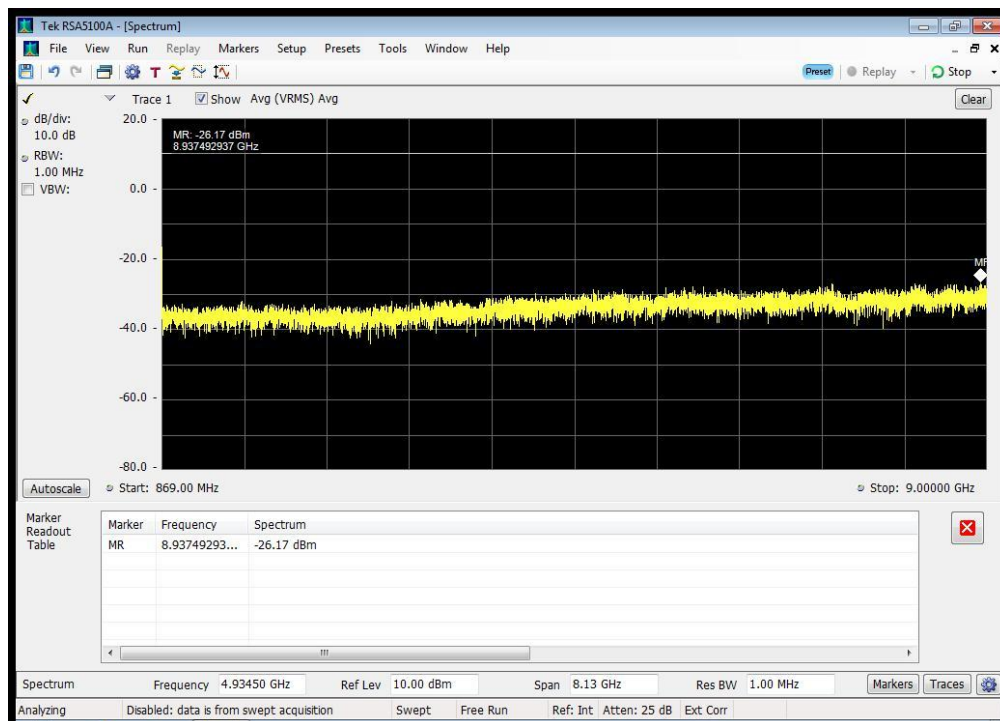 Tek RSA5100A - [Spectrum]
File View Run Replay Markers Setup Presets Tools Window Help
T Preset Replay Stop
Trace 1 Show Avg (VRMS) Avg Clear
dB/div:
10.0 dB
RBW:
1.00 MHz
VBW:
20.0
0.0
-20.0
-40.0
-60.0
-80.0
MR: -26.17 dBm
8.937492937 GHz
MR
Autoscale Start: 869.00 MHz Stop: 9.00000 GHz
Marker
Readout
Table
Marker Frequency Spectrum
MR 8.93749293... -26.17 dBm
Spectrum Frequency 4.93450 GHz Ref Lev 10.00 dBm Span 8.13 GHz Res BW 1.00 MHz Markers Traces
Analyzing Disabled: data is from swept acquisition Swept Free Run Ref: Int Atten: 25 dB Ext Corr